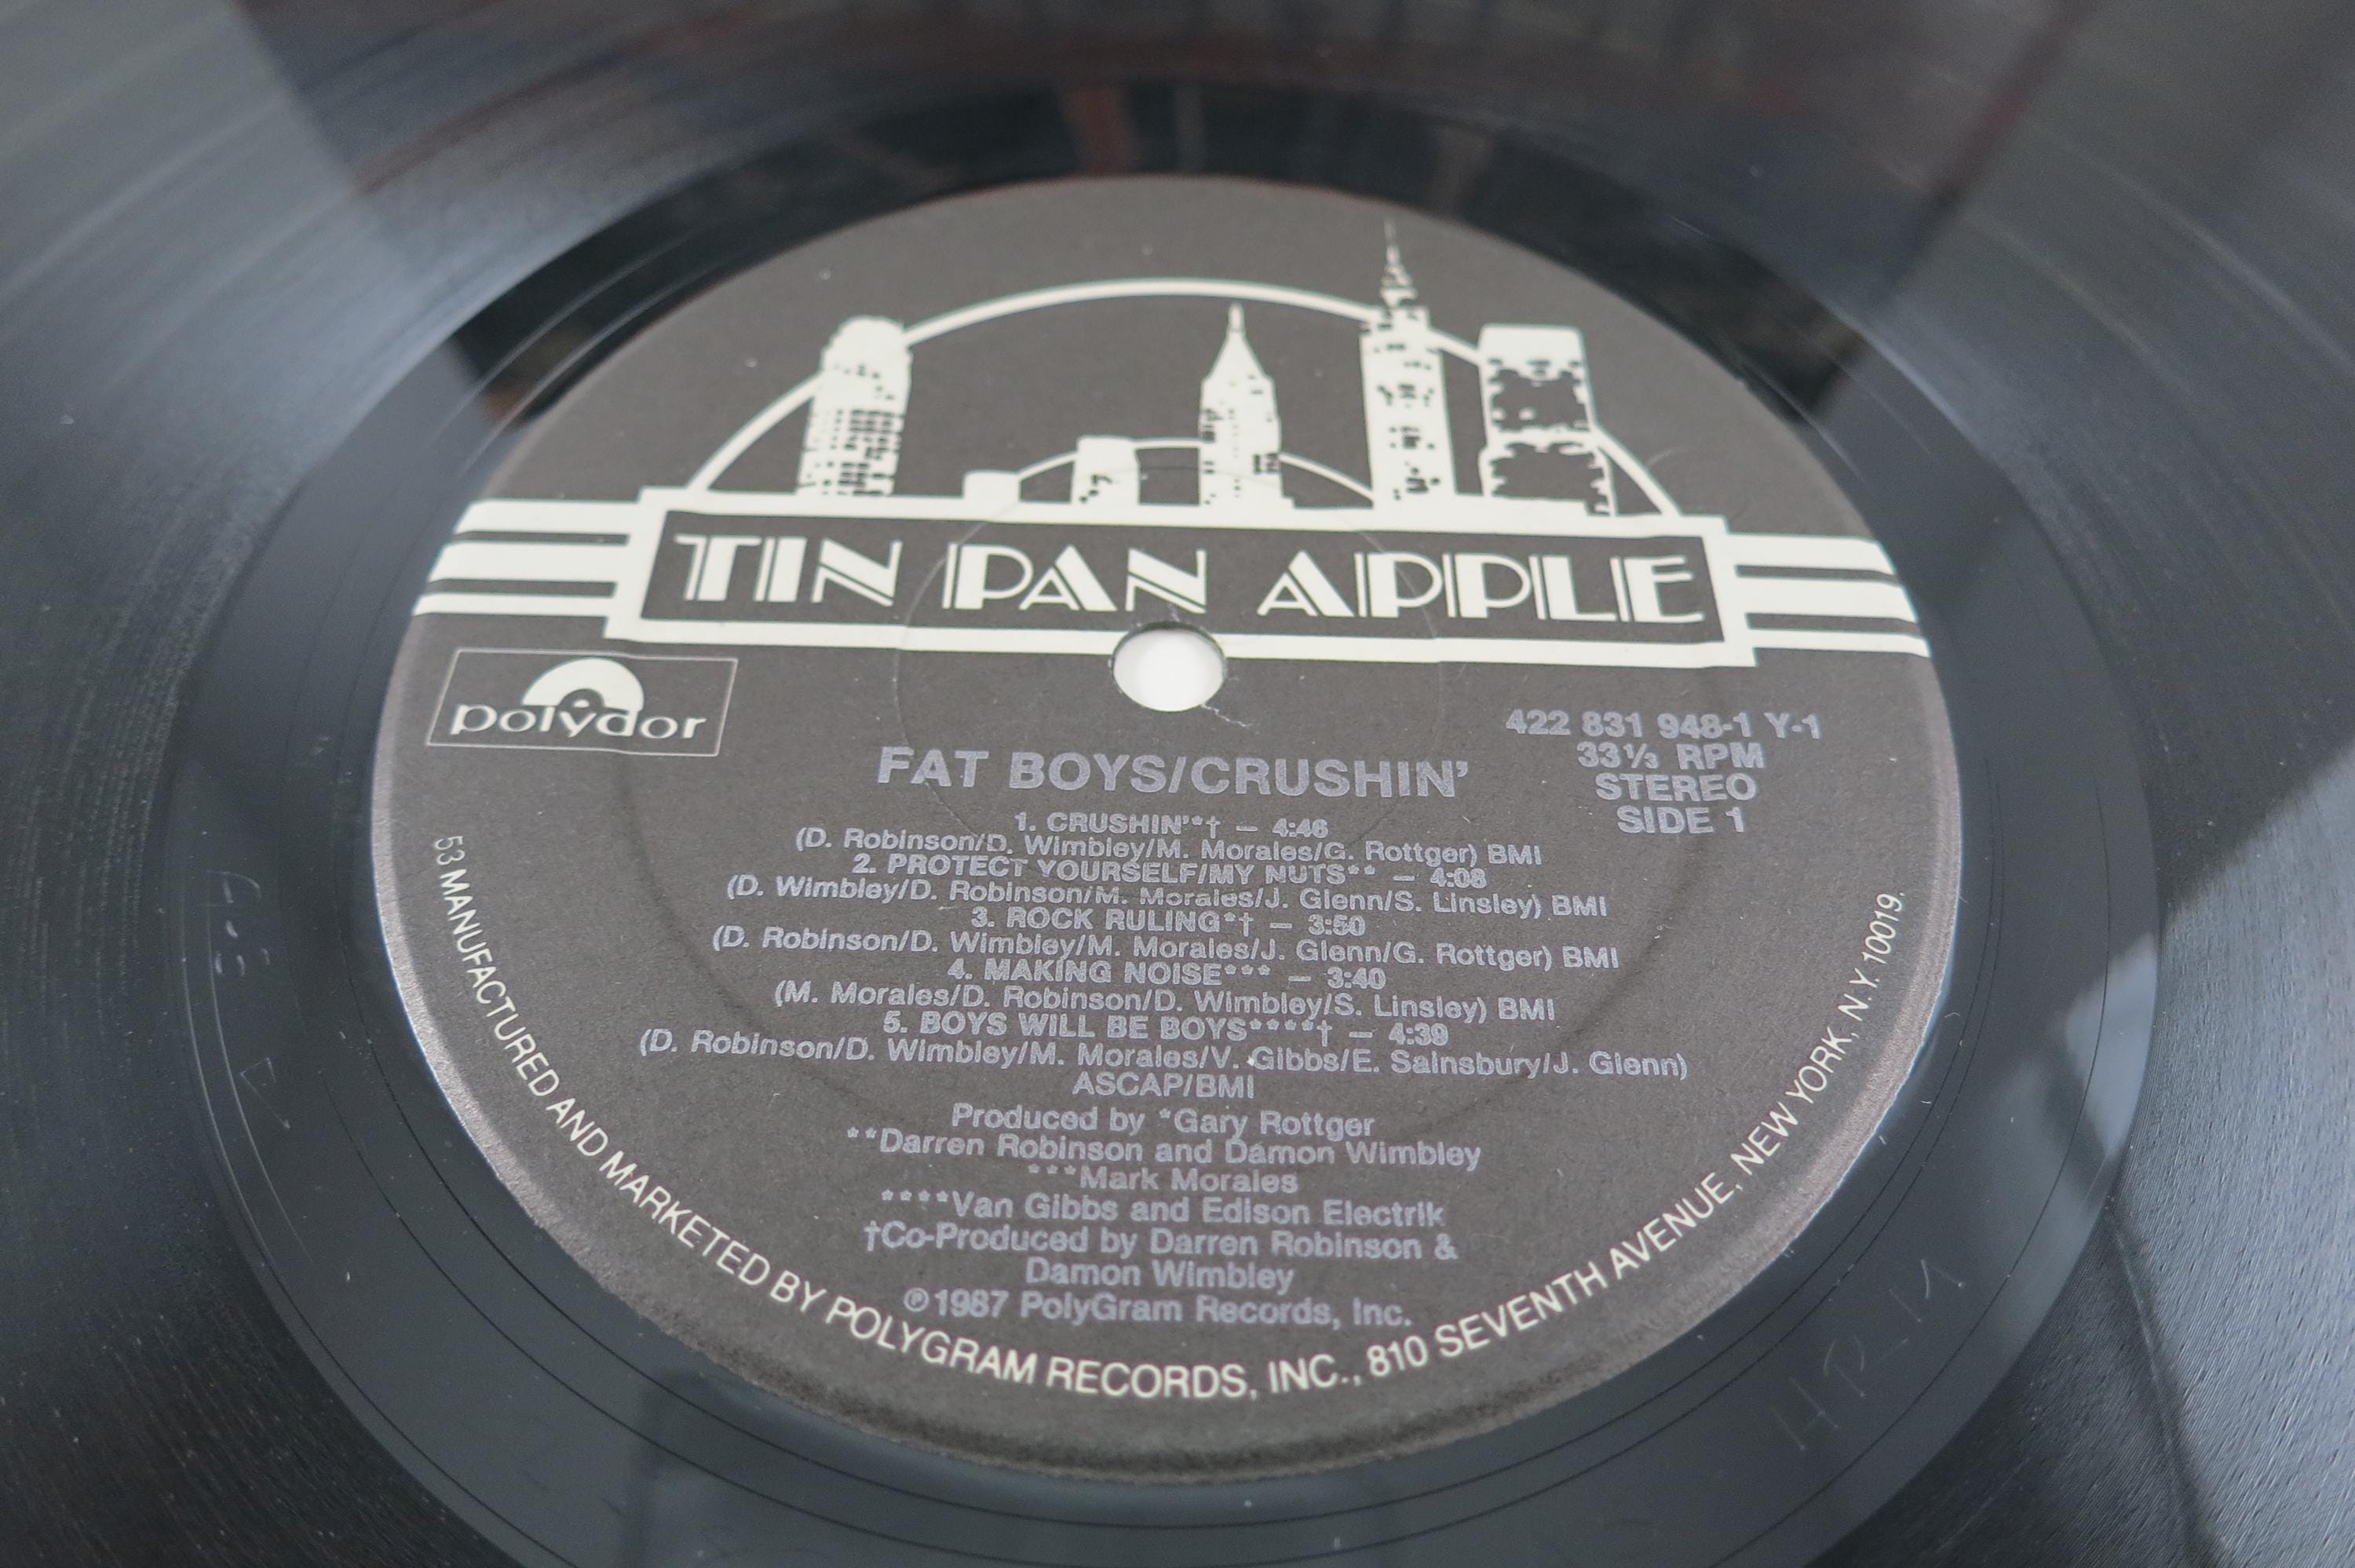 TIN PAN APPLE
polydor
422 831 948-1 Y-1
33⅓ RPM
STEREO
SIDE 1
FAT BOYS/CRUSHIN’
1. CRUSHIN’*† — 4:46
(D. Robinson/D. Wimbley/M. Morales/G. Rottger) BMI
2. PROTECT YOURSELF/MY NUTS** — 4:08
(D. Wimbley/D. Robinson/M. Morales/J. Glenn/S. Linsley) BMI
3. ROCK RULING*† — 3:50
(D. Robinson/D. Wimbley/M. Morales/J. Glenn/G. Rottger) BMI
4. MAKING NOISE*** — 3:40
(M. Morales/D. Robinson/D. Wimbley/S. Linsley) BMI
5. BOYS WILL BE BOYS****† — 4:39
(D. Robinson/D. Wimbley/M. Morales/V. Gibbs/E. Sainsbury/J. Glenn)
ASCAP/BMI
Produced by *Gary Rottger
**Darren Robinson and Damon Wimbley
***Mark Morales
****Van Gibbs and Edison Electrik
†Co-Produced by Darren Robinson &
Damon Wimbley
℗1987 PolyGram Records, Inc.
53 MANUFACTURED AND MARKETED BY POLYGRAM RECORDS, INC., 810 SEVENTH AVENUE, NEW YORK, N.Y. 10019.